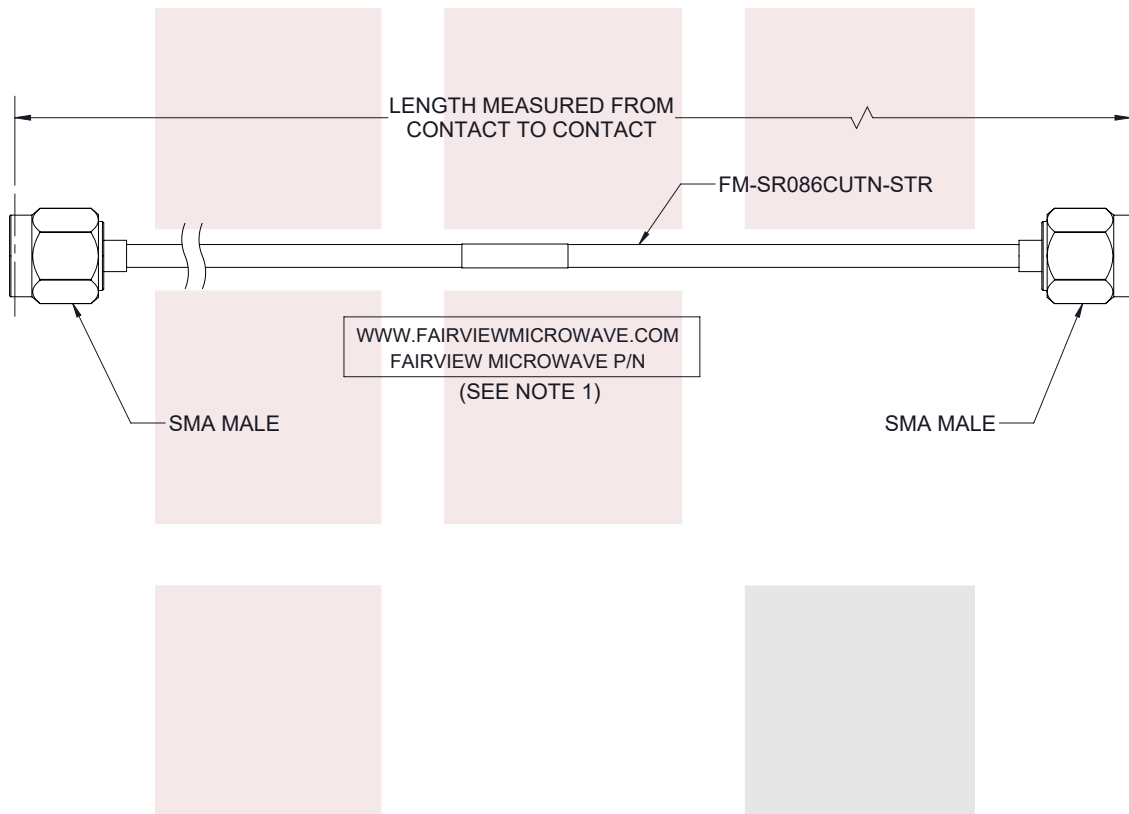 LENGTH MEASURED FROM
CONTACT TO CONTACT
FM-SR086CUTN-STR
WWW.FAIRVIEWMICROWAVE.COM
FAIRVIEW MICROWAVE P/N
(SEE NOTE 1)
SMA MALE
SMA MALE